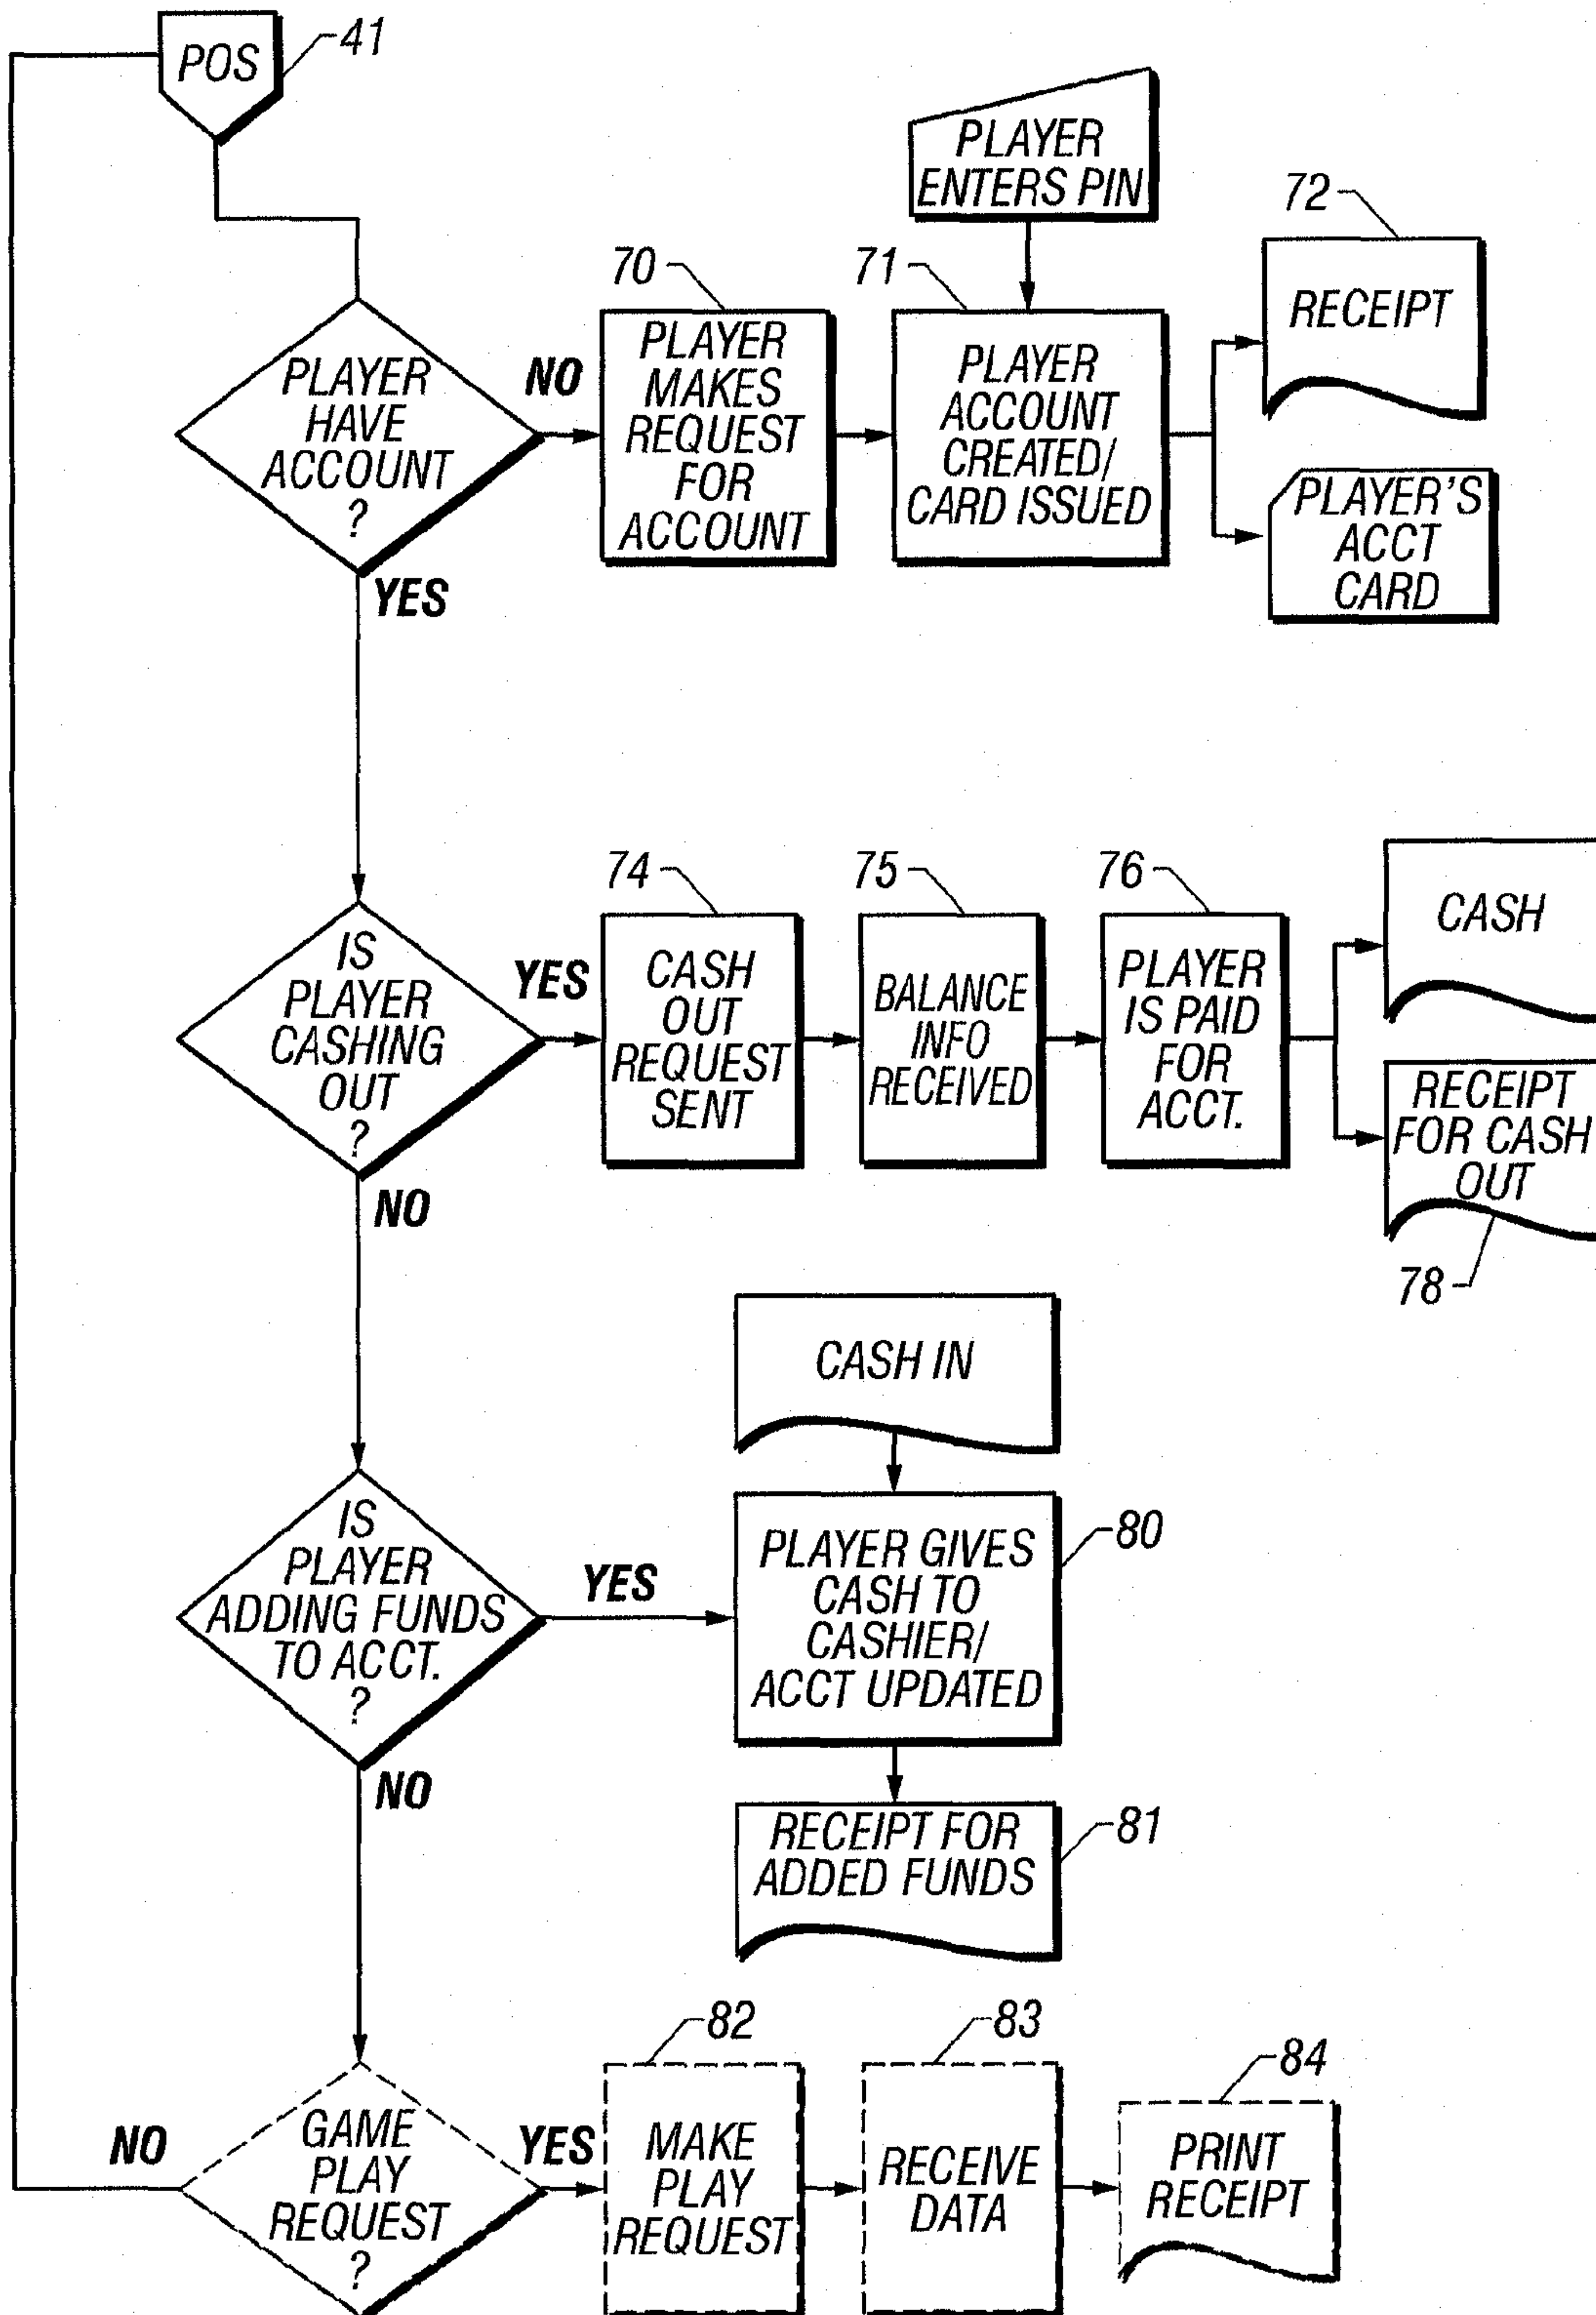 POS
41
PLAYER
ENTERS PIN
72
RECEIPT
70
71
PLAYER
HAVE
ACCOUNT
?
NO
YES
PLAYER
MAKES
REQUEST
FOR
ACCOUNT
PLAYER
ACCOUNT
CREATED/
CARD ISSUED
PLAYER'S
ACCT
CARD
74
75
76
CASH
IS
PLAYER
CASHING
OUT
?
YES
NO
CASH
OUT
REQUEST
SENT
BALANCE
INFO
RECEIVED
PLAYER
IS PAID
FOR
ACCT.
RECEIPT
FOR CASH
OUT
78
CASH IN
IS
PLAYER
ADDING FUNDS
TO ACCT.
?
YES
NO
PLAYER GIVES
CASH TO
CASHIER/
ACCT UPDATED
80
RECEIPT FOR
ADDED FUNDS
81
82
83
84
NO
GAME
PLAY
REQUEST
?
YES
MAKE
PLAY
REQUEST
RECEIVE
DATA
PRINT
RECEIPT